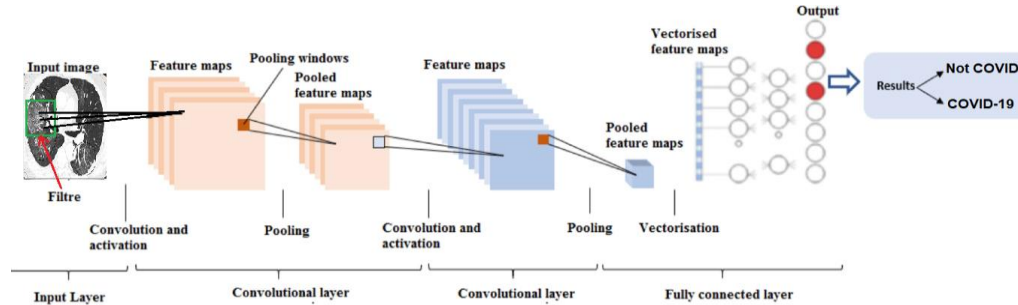 Input image
Filtre
Feature maps
Pooling windows
Pooled
feature maps
Feature maps
Pooled
feature maps
Vectorised
feature maps
Output
Results
Not COVID
COVID-19
Convolution and
activation
Pooling
Convolution and
activation
Pooling
Vectorisation
Input Layer
Convolutional layer
Convolutional layer
Fully connected layer